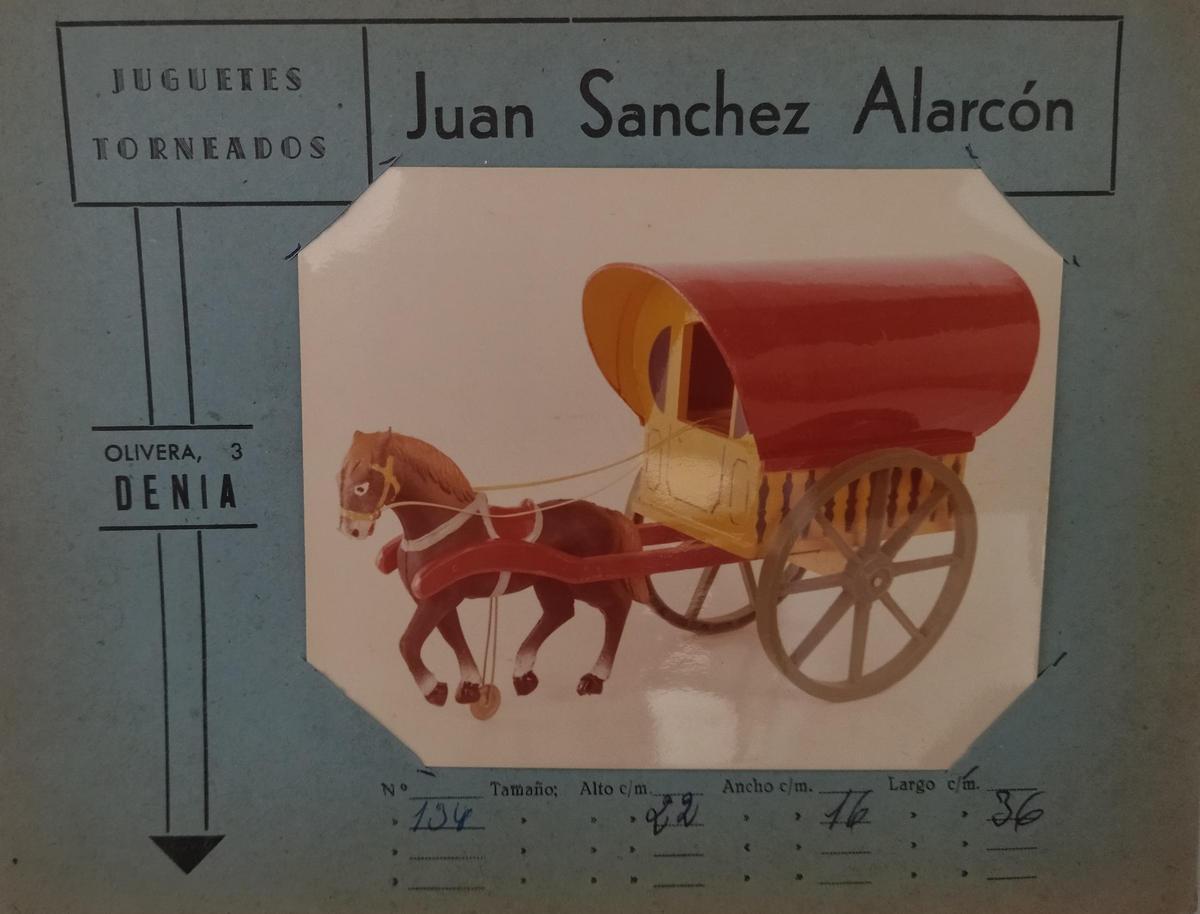 JUGUETES
TORNEADOS
Juan Sanchez Alarcón
OLIVERA, 3
DENIA
Nº Tamaño; Alto c/m. Ancho c/m. Largo c/m.
» 134 » » » 22 » » 16 » » 36
» » » » « » » »
» » » » » » » »